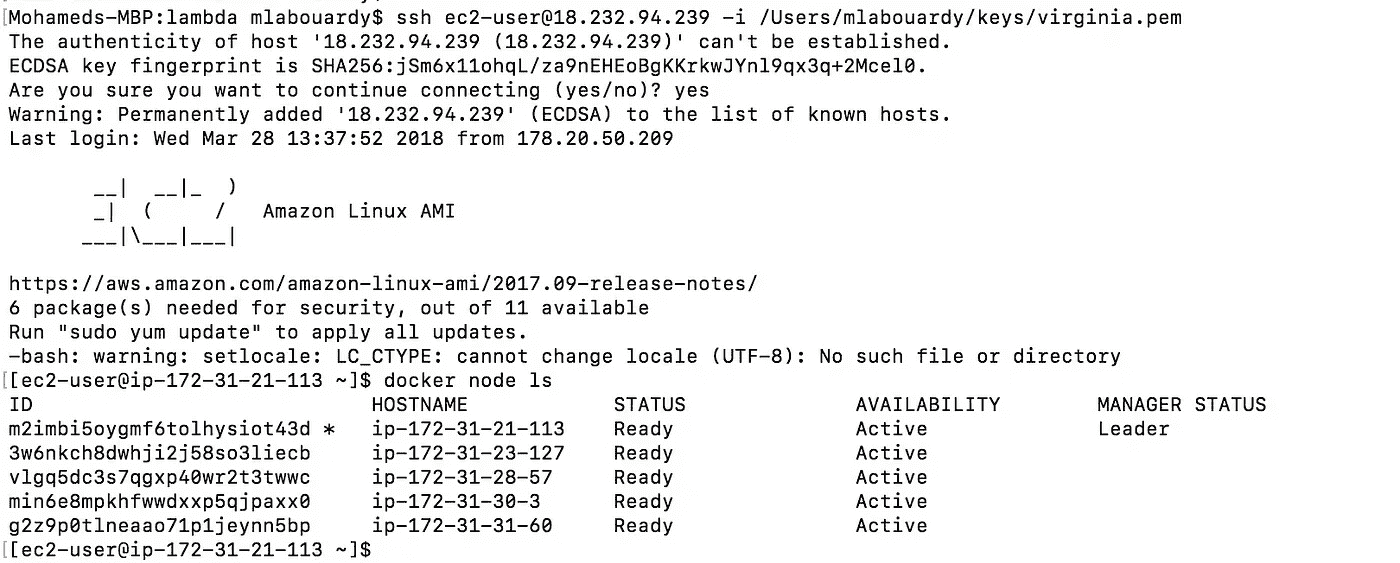 [Mohameds-MBP:lambda mlabouardy$ ssh ec2-user@18.232.94.239 -i /Users/mlabouardy/keys/virginia.pem
The authenticity of host '18.232.94.239 (18.232.94.239)' can't be established.
ECDSA key fingerprint is SHA256:jSm6x11ohqL/za9nEHEoBgKKrkwJYnl9qx3q+2Mcel0.
Are you sure you want to continue connecting (yes/no)? yes
Warning: Permanently added '18.232.94.239' (ECDSA) to the list of known hosts.
Last login: Wed Mar 28 13:37:52 2018 from 178.20.50.209
       __|  __|_  )
       _|  (     /   Amazon Linux AMI
      ___|\___|___|
https://aws.amazon.com/amazon-linux-ami/2017.09-release-notes/
6 package(s) needed for security, out of 11 available
Run "sudo yum update" to apply all updates.
-bash: warning: setlocale: LC_CTYPE: cannot change locale (UTF-8): No such file or directory
[[ec2-user@ip-172-31-21-113 ~]$ docker node ls
ID                            HOSTNAME            STATUS              AVAILABILITY        MANAGER STATUS
m2imbi5oygmf6tolhysiot43d *   ip-172-31-21-113    Ready               Active              Leader
3w6nkch8dwhji2j58so3liecb     ip-172-31-23-127    Ready               Active
vlgq5dc3s7qgxp40wr2t3twwc     ip-172-31-28-57     Ready               Active
min6e8mpkhfwwdxxp5qjpaxx0     ip-172-31-30-3      Ready               Active
g2z9p0tlneaao71p1jeynn5bp     ip-172-31-31-60     Ready               Active
[[ec2-user@ip-172-31-21-113 ~]$